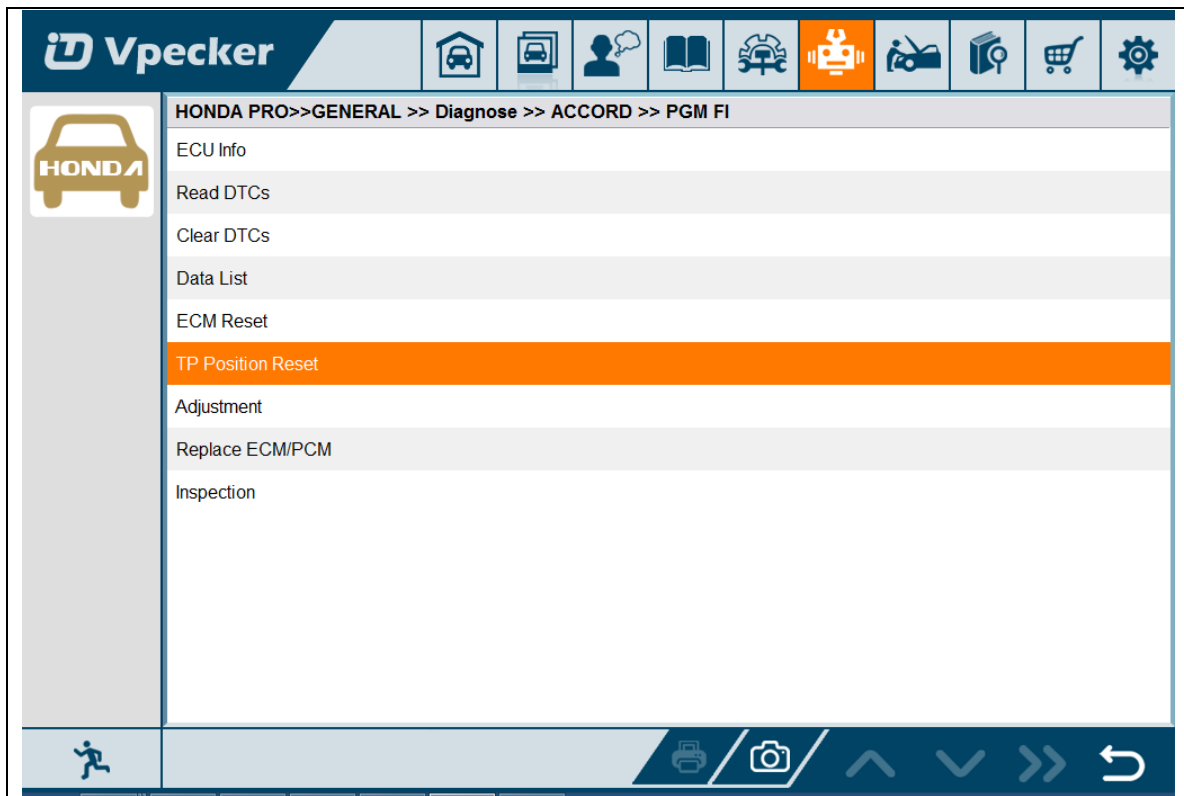 Vpecker
HONDA PRO>>GENERAL >> Diagnose >> ACCORD >> PGM FI
HONDA
ECU Info
Read DTCs
Clear DTCs
Data List
ECM Reset
TP Position Reset
Adjustment
Replace ECM/PCM
Inspection